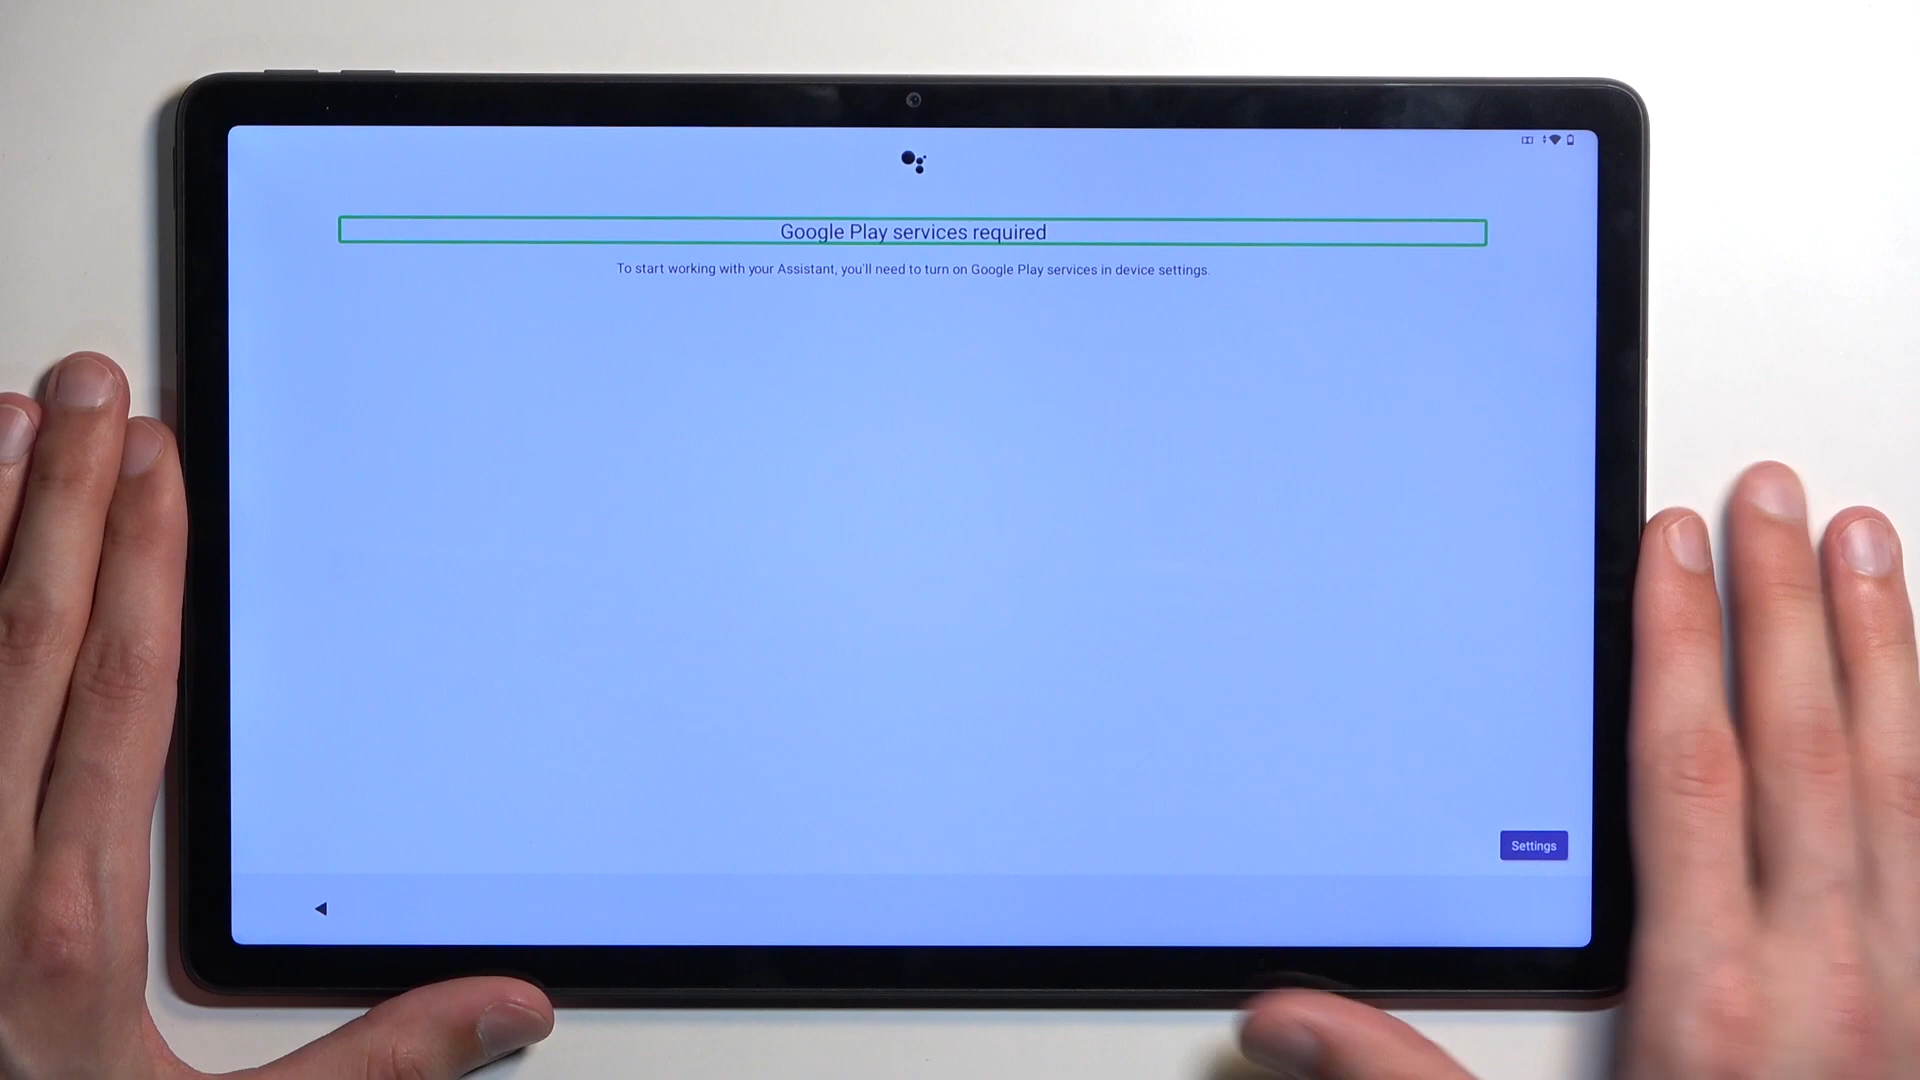 Google Play services required
To start working with your Assistant, you'll need to turn on Google Play services in device settings.
Settings